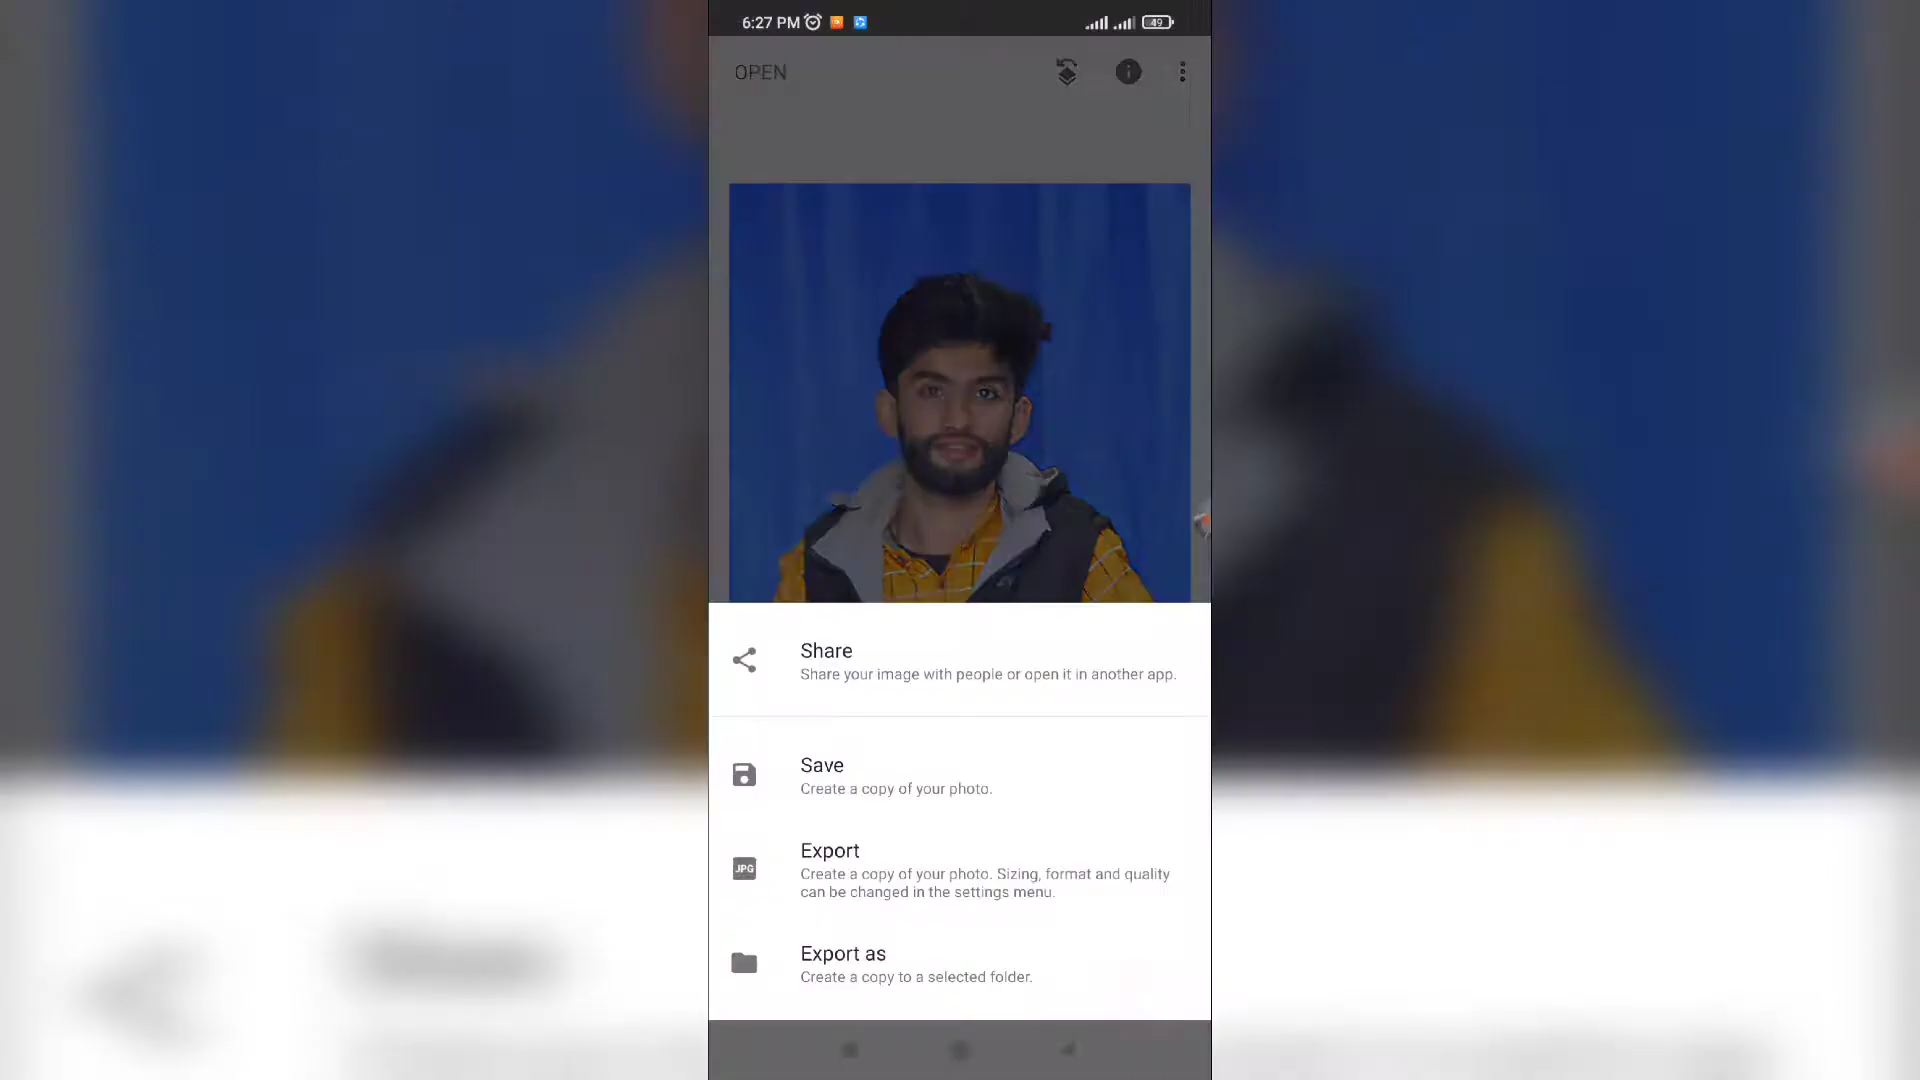 6:27 PM
49
OPEN
Share
Share your image with people or open it in another app.
Save
Create a copy of your photo.
JPG
Export
Create a copy of your photo. Sizing, format and quality
can be changed in the settings menu.
Export as
Create a copy to a selected folder.